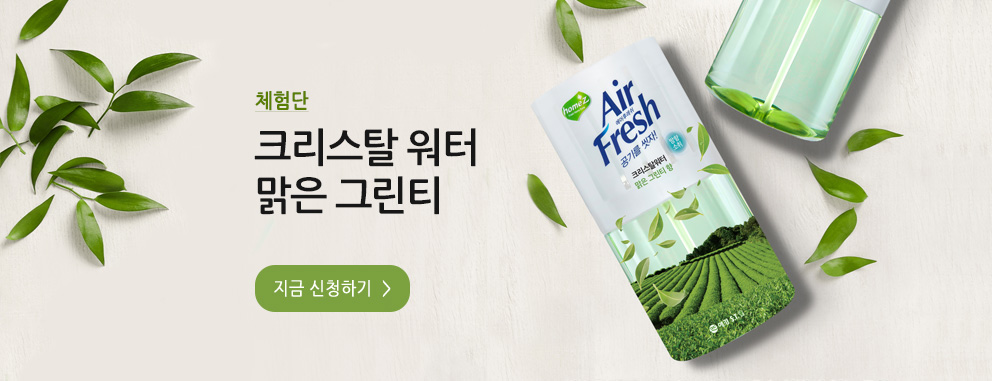 체험단
크리스탈 워터
맑은 그린티
지금 신청하기 >
homeZ
Air
Fresh
공기를 씻자!
크리스탈워터
맑은 그린티 향